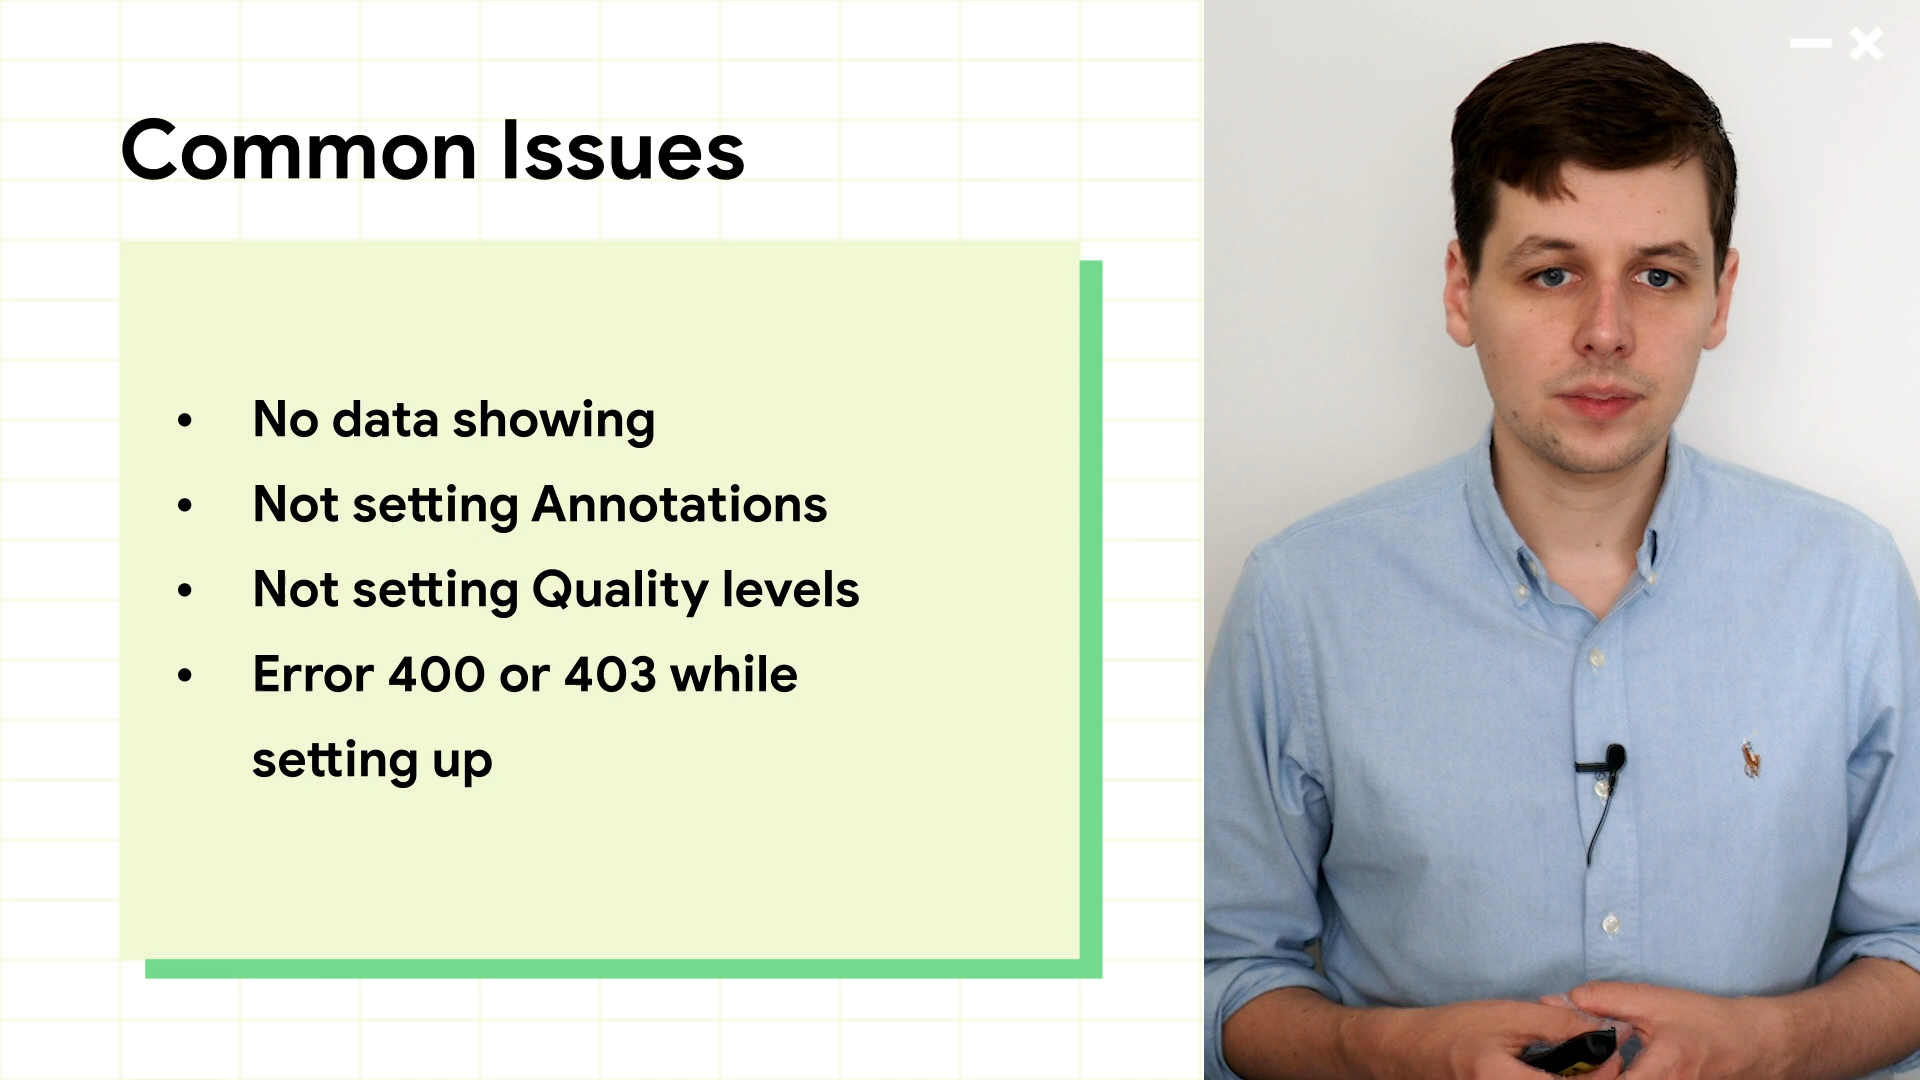 Common Issues
• No data showing
• Not setting Annotations
• Not setting Quality levels
• Error 400 or 403 while
setting up